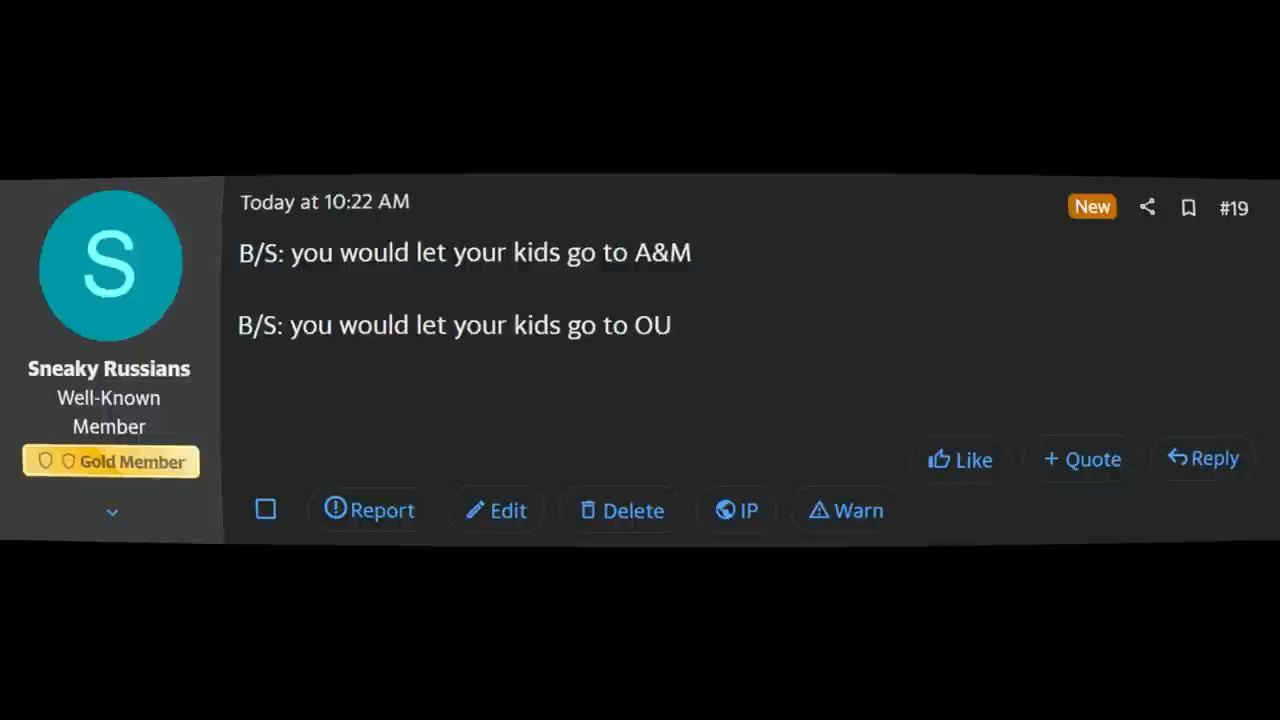 S
Today at 10:22 AM
New
#19
B/S: you would let your kids go to A&M
B/S: you would let your kids go to OU
Sneaky Russians
Well-Known
Member
Gold Member
Like
+ Quote
Reply
Report
Edit
Delete
IP
Warn